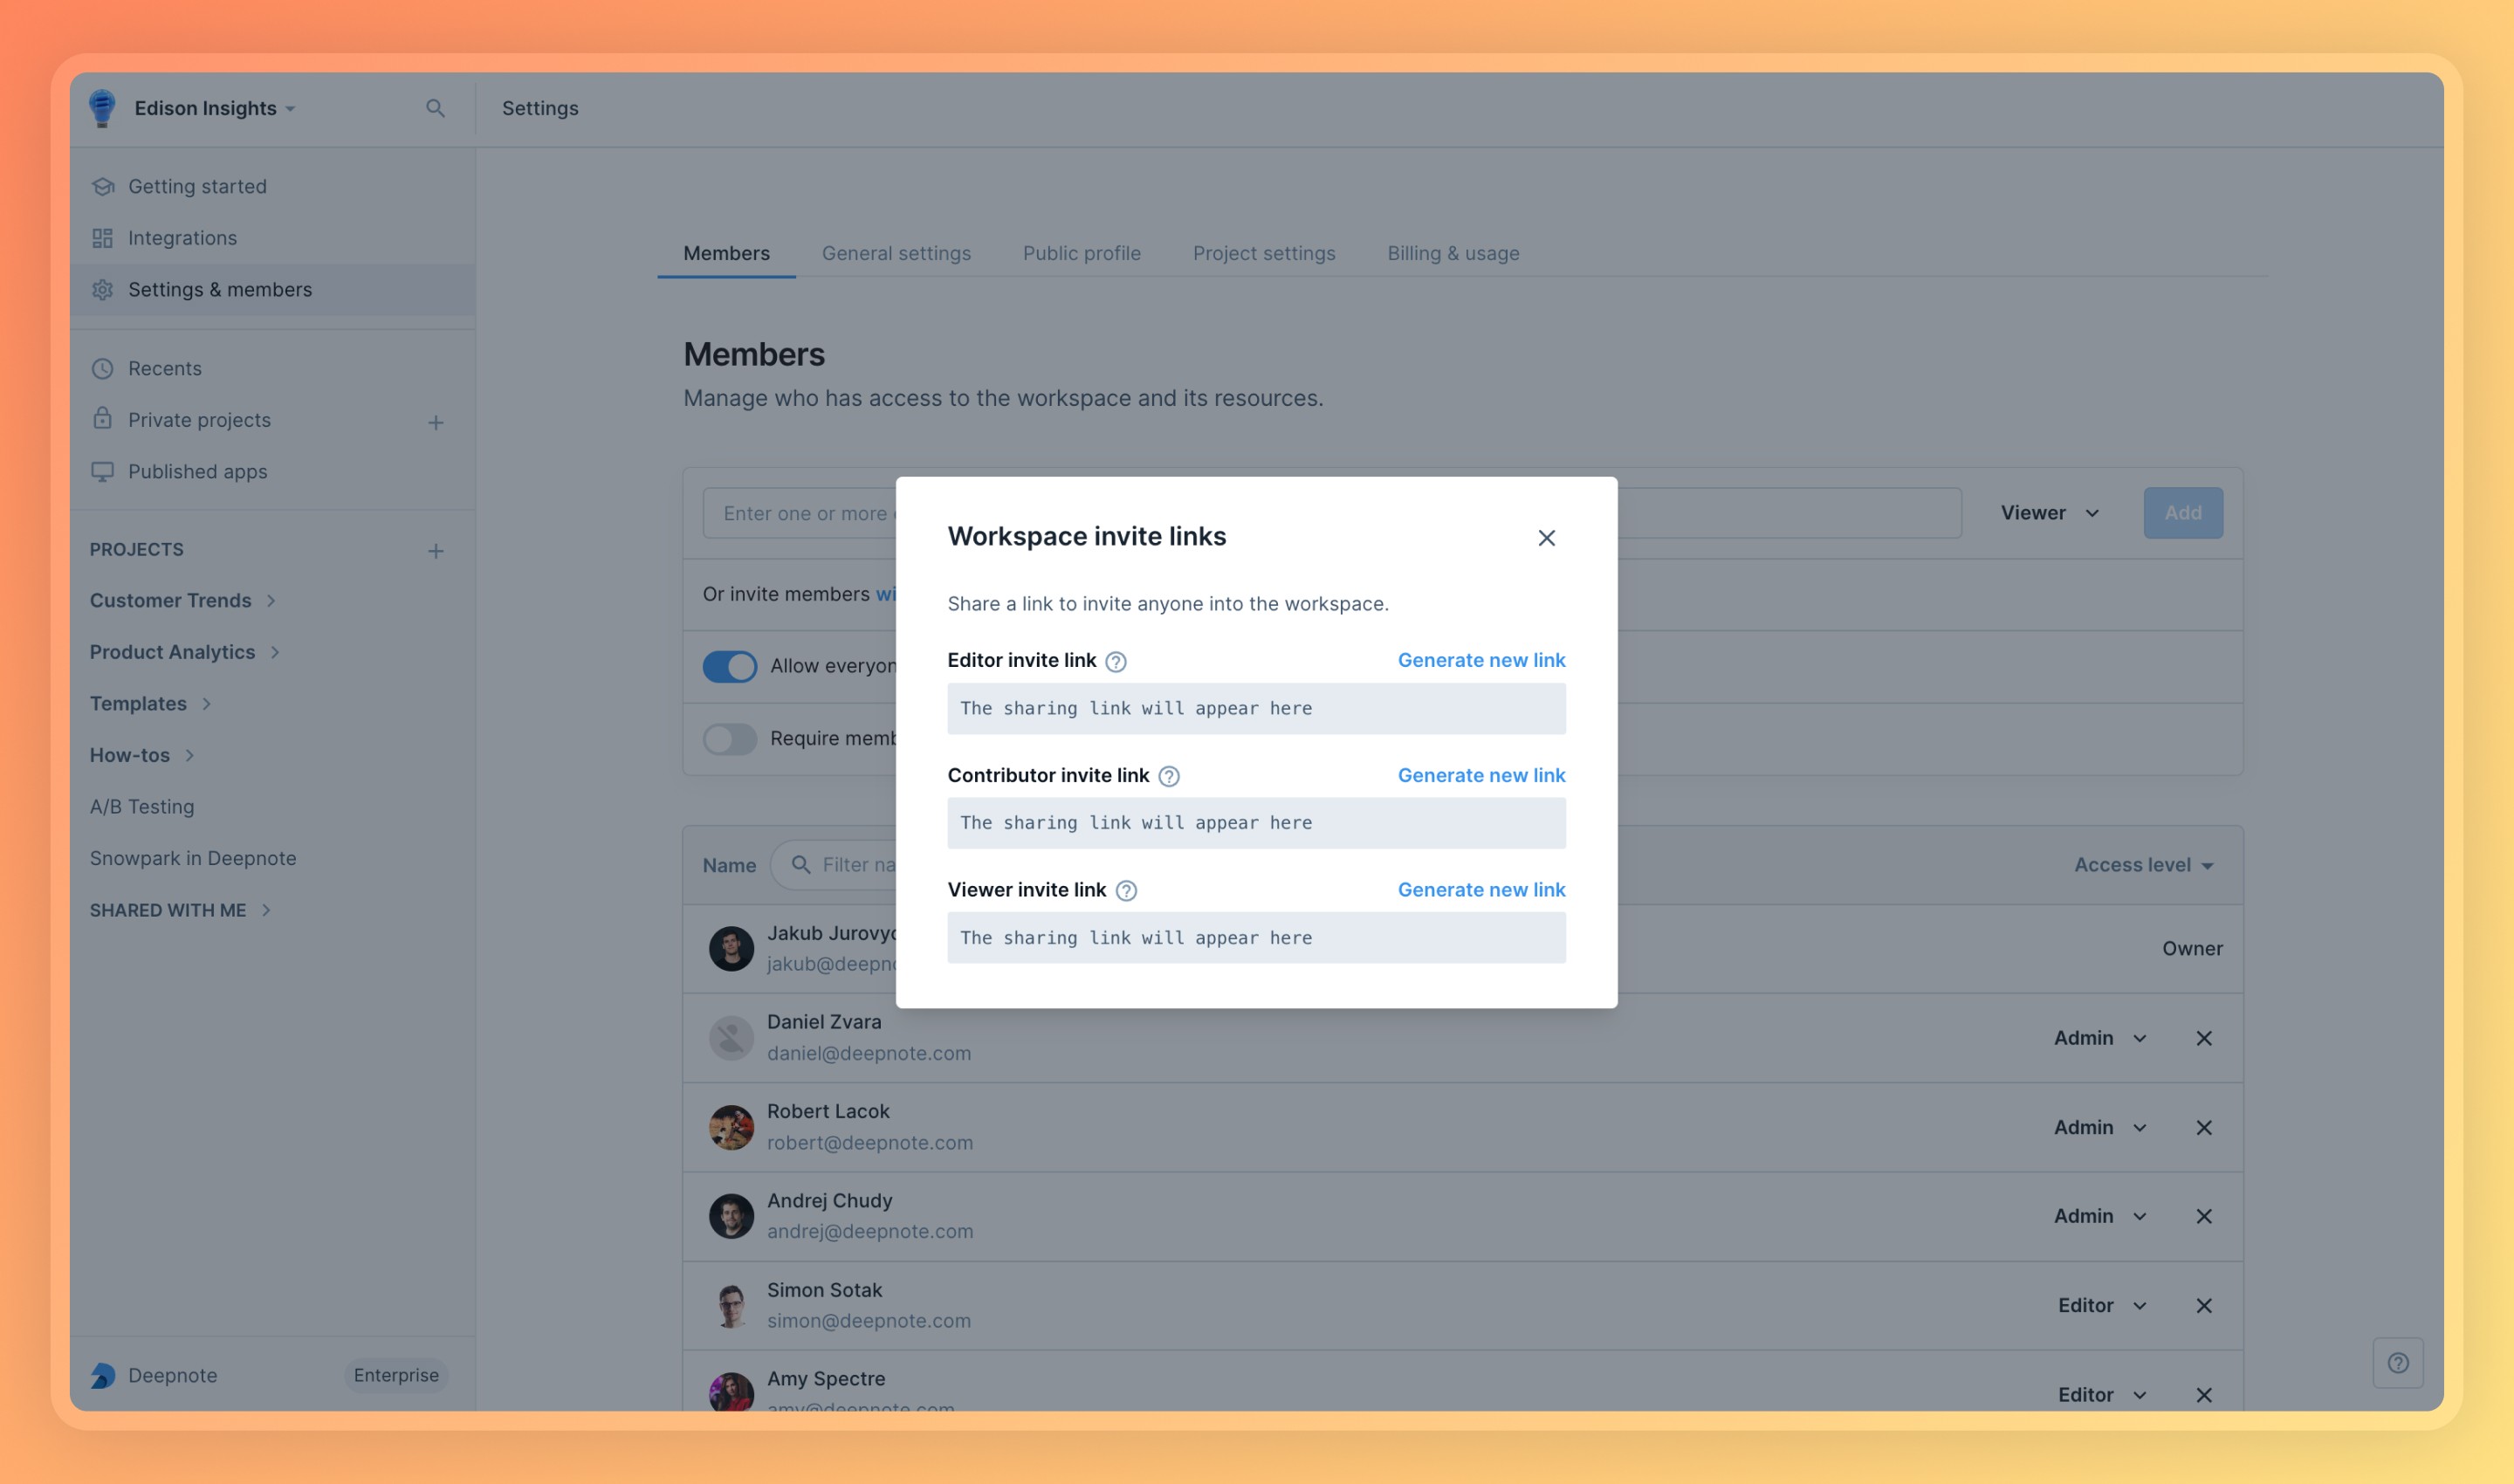 Edison Insights
Settings
Getting started
Integrations
Settings & members
Recents
Private projects
Published apps
PROJECTS
Customer Trends
Product Analytics
Templates
How-tos
A/B Testing
Snowpark in Deepnote
SHARED WITH ME
Deepnote Enterprise
Members General settings Public profile Project settings Billing & usage
Members
Manage who has access to the workspace and its resources.
Enter one or more
Viewer Add
Or invite members
Allow
Require
Workspace invite links
Share a link to invite anyone into the workspace.
Editor invite link Generate new link
The sharing link will appear here
Contributor invite link Generate new link
The sharing link will appear here
Viewer invite link Generate new link
The sharing link will appear here
Name Filter Access level
Jakub
Owner
Daniel Zvara
daniel@deepnote.com
Admin
Robert Lacok
robert@deepnote.com
Admin
Andrej Chudy
andrej@deepnote.com
Admin
Simon Sotak
simon@deepnote.com
Editor
Amy Spectre
amy@deepnote.com
Editor